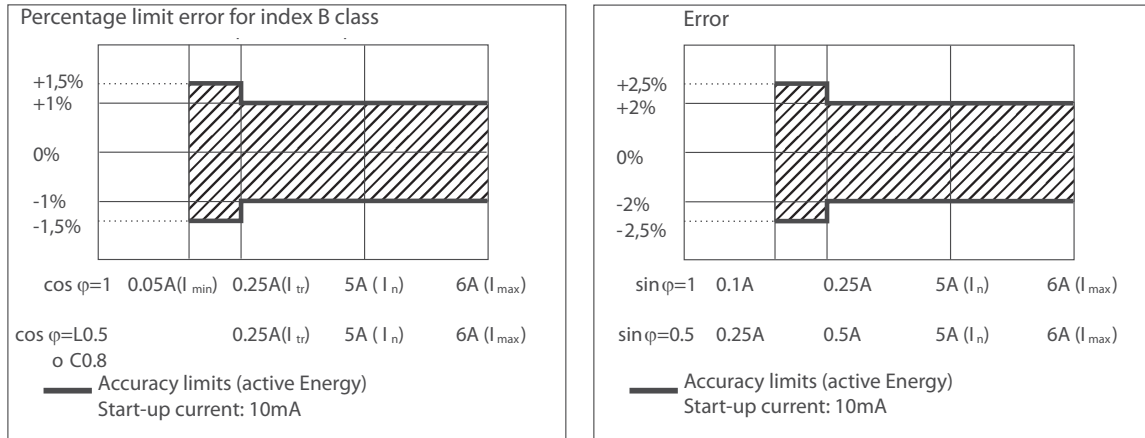 Percentage limit error for index B class
+1,5%
+1%
0%
-1%
-1,5%
cos φ=1 0.05A(I min) 0.25A(I tr) 5A ( I n) 6A (I max)
cos φ=L0.5 0.25A(I tr) 5A ( I n) 6A (I max)
o C0.8
Accuracy limits (active Energy)
Start-up current: 10mA
Error
+2,5%
+2%
0%
-2%
-2,5%
sin φ=1 0.1A 0.25A 5A ( I n) 6A (I max)
sin φ=0.5 0.25A 0.5A 5A ( I n) 6A (I max)
Accuracy limits (active Energy)
Start-up current: 10mA